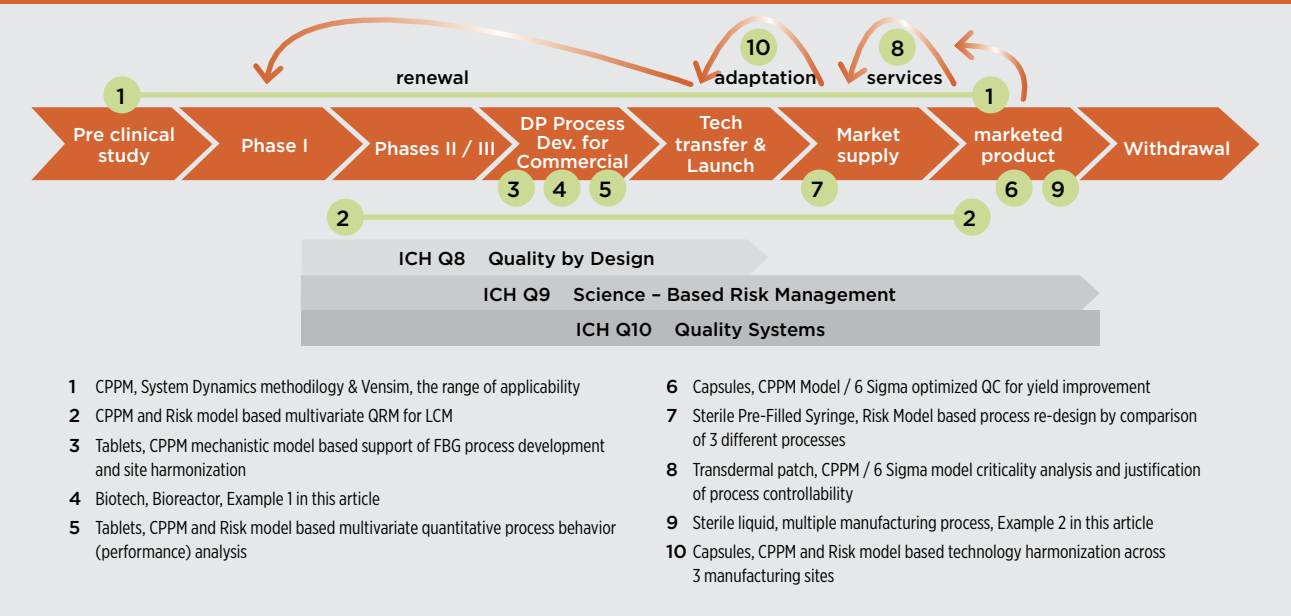 10
8
renewal
adaptation
services
1
1
Pre clinical
study
Phase I
Phases II / III
DP Process
Dev. for
Commercial
Tech
transfer &
Launch
Market
supply
marketed
product
Withdrawal
3
4
5
7
6
9
2
2
ICH Q8 Quality by Design
ICH Q9 Science – Based Risk Management
ICH Q10 Quality Systems
1 CPPM, System Dynamics methodilogy & Vensim, the range of applicability
2 CPPM and Risk model based multivariate QRM for LCM
3 Tablets, CPPM mechanistic model based support of FBG process development
and site harmonization
4 Biotech, Bioreactor, Example 1 in this article
5 Tablets, CPPM and Risk model based multivariate quantitative process behavior
(performance) analysis
6 Capsules, CPPM Model / 6 Sigma optimized QC for yield improvement
7 Sterile Pre-Filled Syringe, Risk Model based process re-design by comparison
of 3 different processes
8 Transdermal patch, CPPM / 6 Sigma model criticality analysis and justification
of process controllability
9 Sterile liquid, multiple manufacturing process, Example 2 in this article
10 Capsules, CPPM and Risk model based technology harmonization across
3 manufacturing sites